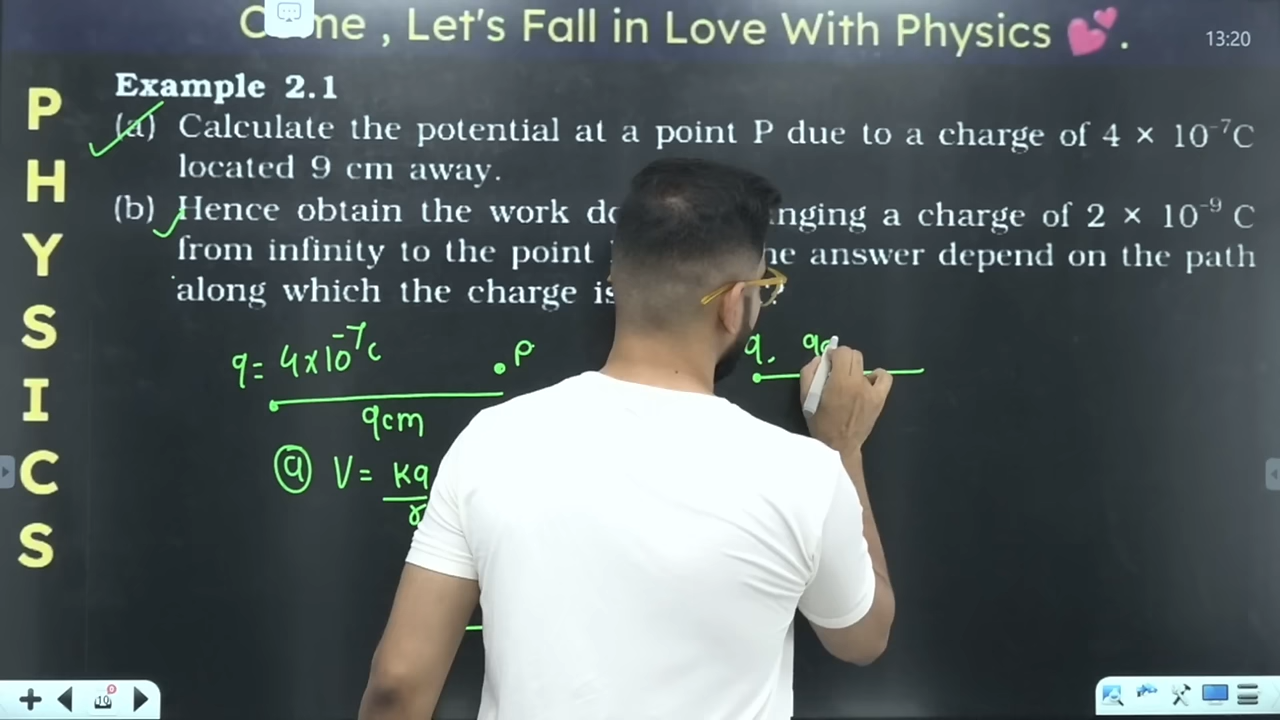 Come , Let's Fall in Love With Physics 💕.
13:20
PHYSICS
Example 2.1
(a) Calculate the potential at a point P due to a charge of 4 × 10⁻⁷C
located 9 cm away.
(b) Hence obtain the work a charge of 2 × 10⁻⁹ C
from infinity to the point answer depend on the path
along which the charge is
q = 4×10⁻⁷C
P
9cm
q. 9c
(a) V = kq
r
10